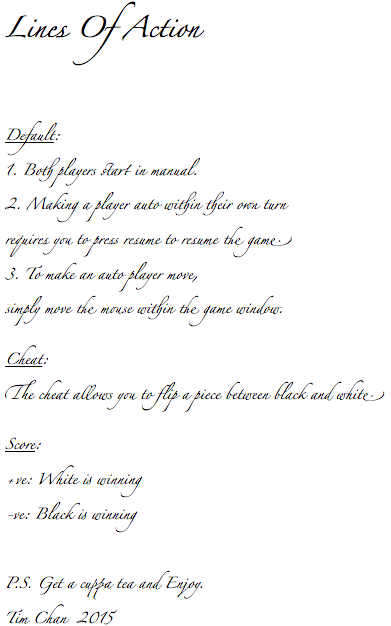 Lines Of Action
Default:
1. Both players start in manual.
2. Making a player auto within their own turn
requires you to press resume to resume the game.
3. To make an auto player move,
simply move the mouse within the game window.
Cheat:
The cheat allows you to flip a piece between black and white.
Score:
+ve: White is winning
-ve: Black is winning
P.S. Get a cuppa tea and Enjoy.
Tim Chan 2015